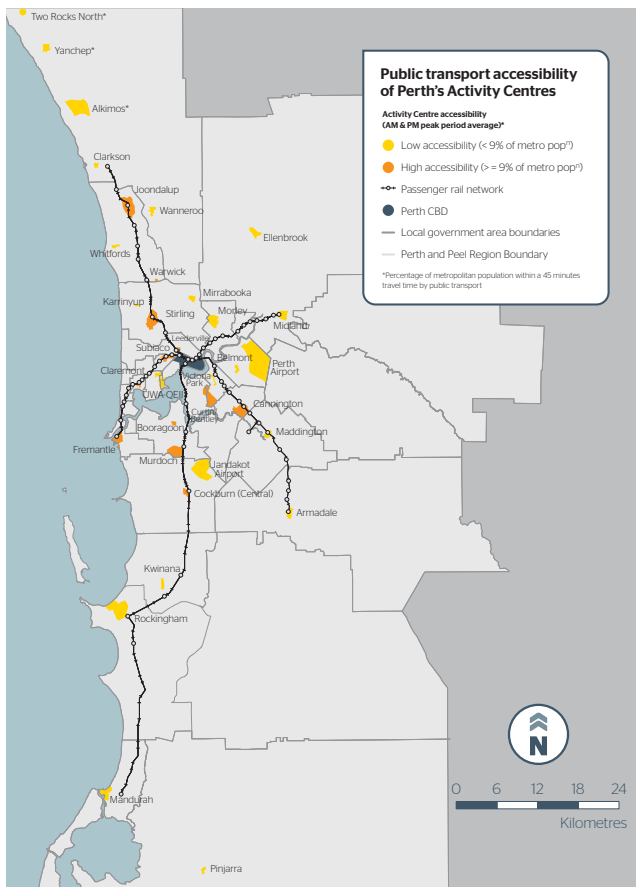 Two Rocks North*
Yanchep*
Alkimos*
Clarkson
Joondalup
Wanneroo
Ellenbrook
Whitfords
Warwick
Mirrabooka
Karrinyup
Stirling
Morley
Midland
Leederville
Subiaco
Belmont
Claremont
Perth
Airport
Victoria
Park
UWA-QEII
Cannington
Curtin/
Bentley
Booragoon
Maddington
Fremantle
Murdoch
Jandakot
Airport
Cockburn (Central)
Armadale
Kwinana
Rockingham
Mandurah
Pinjarra
Public transport accessibility
of Perth's Activity Centres
Activity Centre accessibility
(AM & PM peak period average)*
Low accessibility (< 9% of metro popⁿ)
High accessibility (> = 9% of metro popⁿ)
Passenger rail network
Perth CBD
Local government area boundaries
Perth and Peel Region Boundary
*Percentage of metropolitan population within a 45 minutes
travel time by public transport
N
0 6 12 18 24
Kilometres